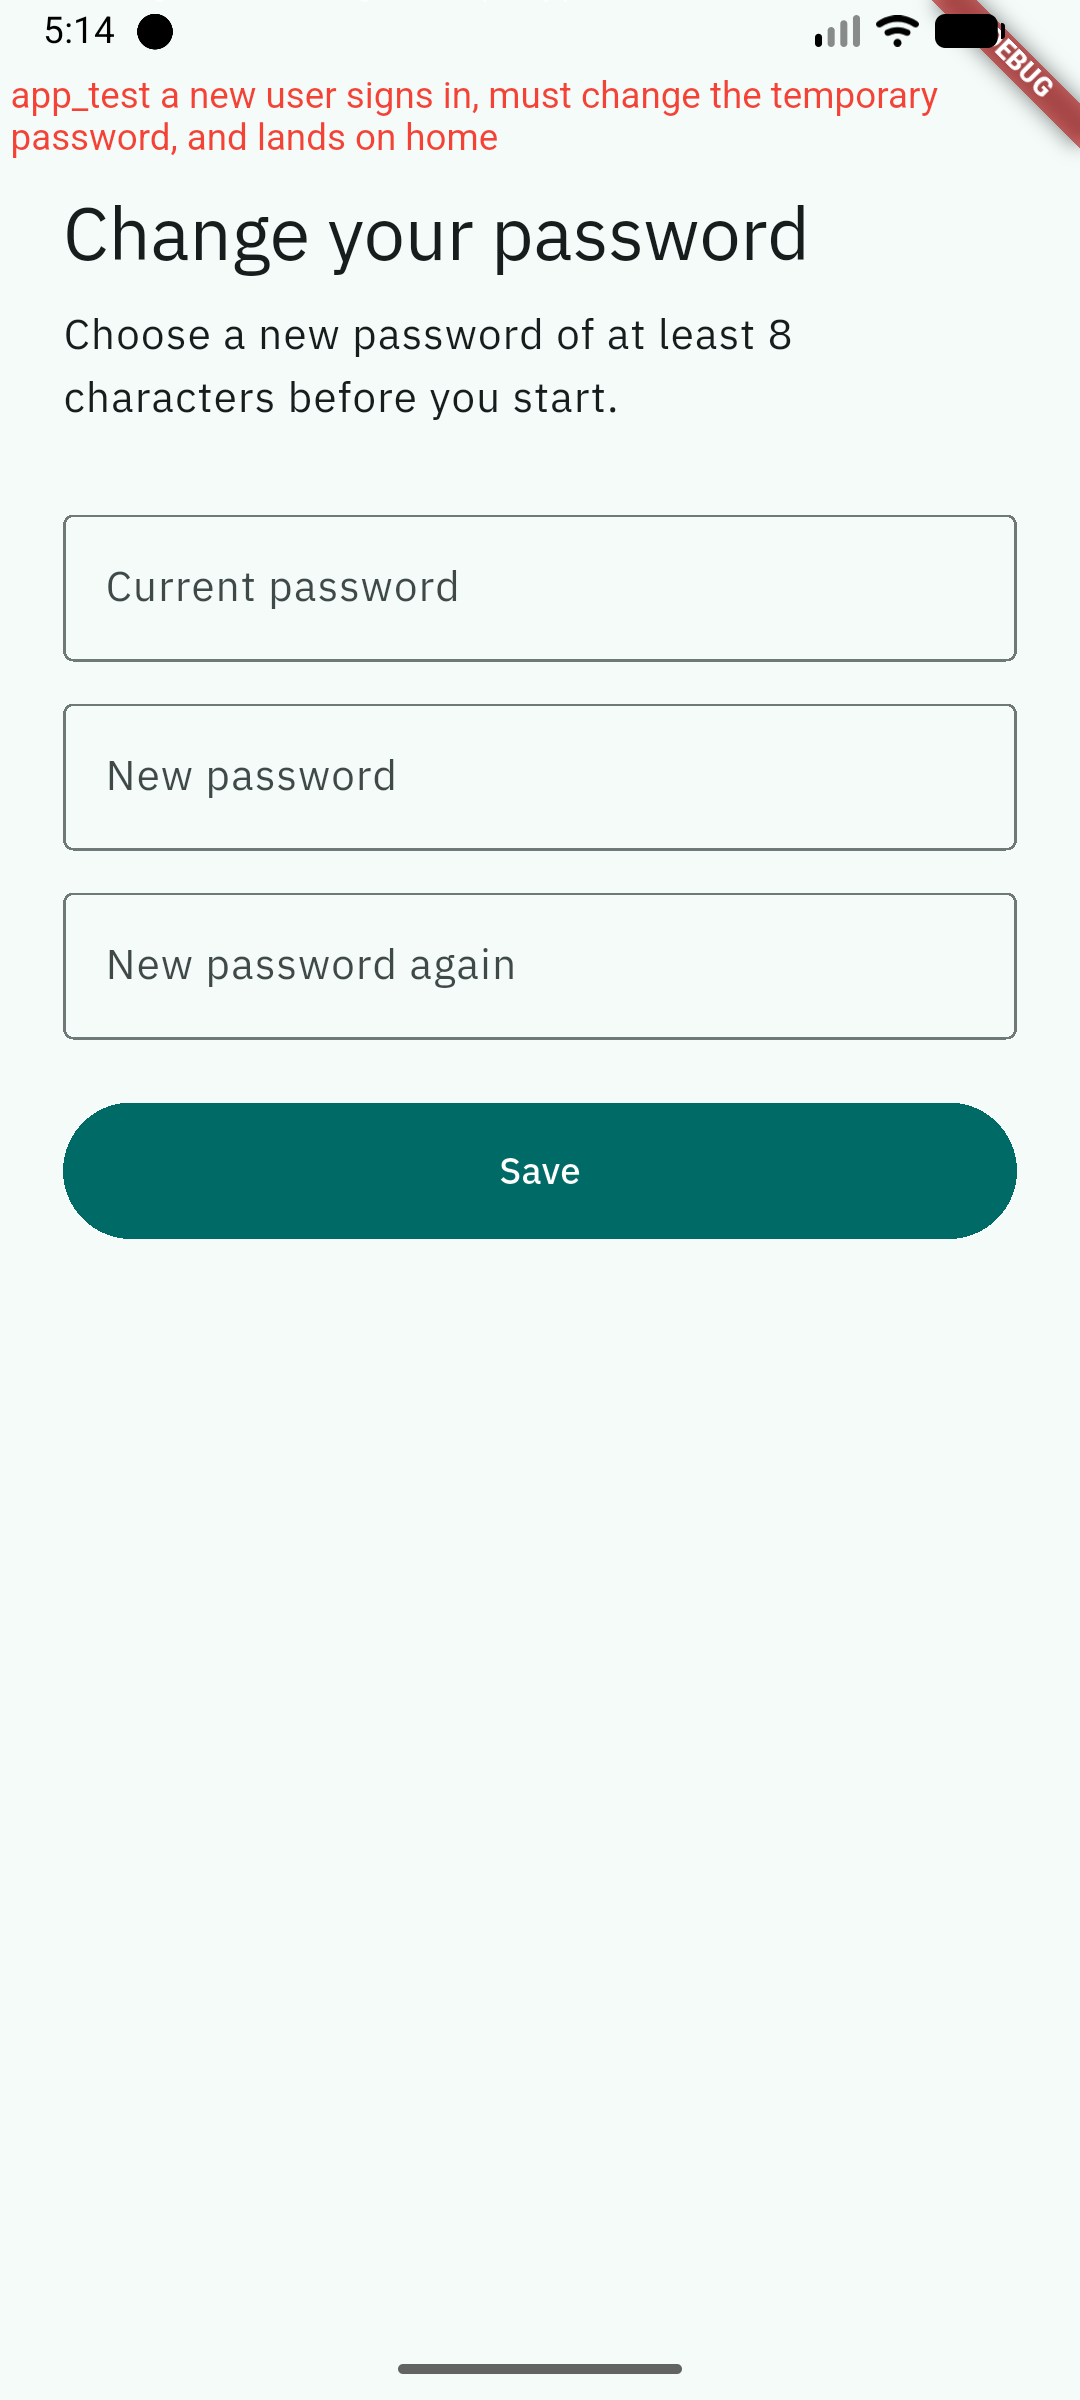 5:14
EBUG
app_test a new user signs in, must change the temporary
password, and lands on home
Change your password
Choose a new password of at least 8
characters before you start.
Current password
New password
New password again
Save